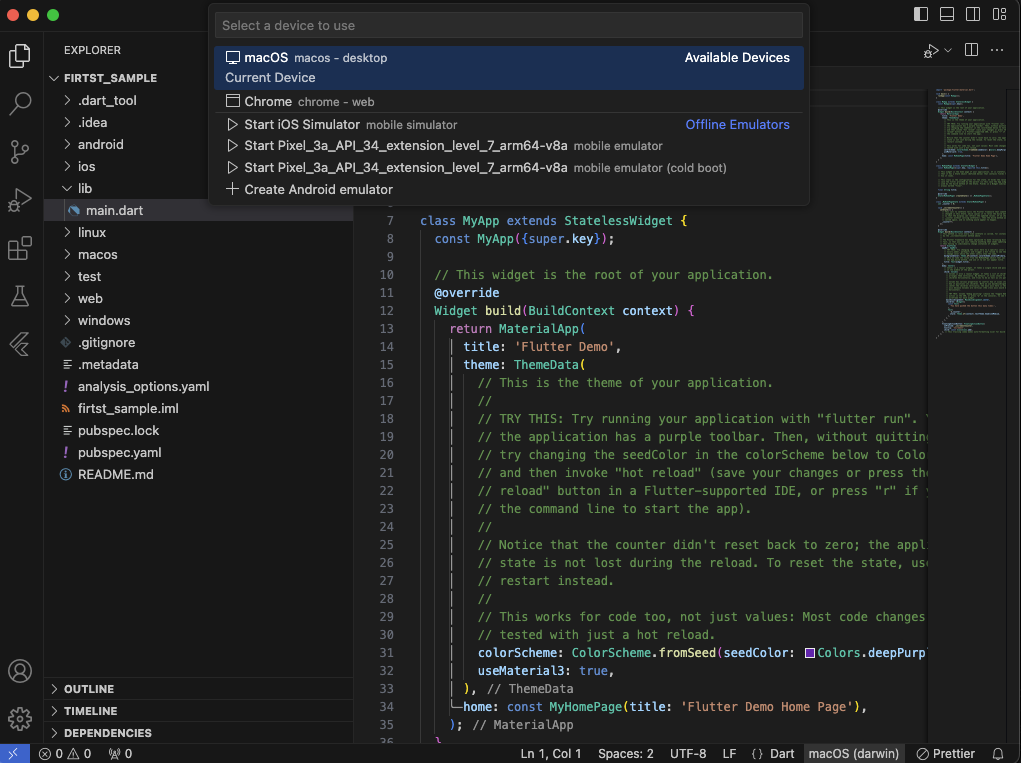 Select a device to use
macOS macos - desktop Available Devices
Current Device
Chrome chrome - web
Start iOS Simulator mobile simulator Offline Emulators
Start Pixel_3a_API_34_extension_level_7_arm64-v8a mobile emulator
Start Pixel_3a_API_34_extension_level_7_arm64-v8a mobile emulator (cold boot)
Create Android emulator
EXPLORER
FIRTST_SAMPLE
.dart_tool
.idea
android
ios
lib
main.dart
linux
macos
test
web
windows
.gitignore
.metadata
analysis_options.yaml
firtst_sample.iml
pubspec.lock
pubspec.yaml
README.md
OUTLINE
TIMELINE
DEPENDENCIES
7 class MyApp extends StatelessWidget {
8 const MyApp({super.key});
9
10 // This widget is the root of your application.
11 @override
12 Widget build(BuildContext context) {
13 return MaterialApp(
14 title: 'Flutter Demo',
15 theme: ThemeData(
16 // This is the theme of your application.
17 //
18 // TRY THIS: Try running your application with "flutter run".
19 // the application has a purple toolbar. Then, without quitting
20 // try changing the seedColor in the colorScheme below to Colo
21 // and then invoke "hot reload" (save your changes or press the
22 // reload" button in a Flutter-supported IDE, or press "r" if
23 // the command line to start the app).
24 //
25 // Notice that the counter didn't reset back to zero; the appl
26 // state is not lost during the reload. To reset the state, use
27 // restart instead.
28 //
29 // This works for code too, not just values: Most code changes
30 // tested with just a hot reload.
31 colorScheme: ColorScheme.fromSeed(seedColor: Colors.deepPurp
32 useMaterial3: true,
33 ), // ThemeData
34 home: const MyHomePage(title: 'Flutter Demo Home Page'),
35 ); // MaterialApp
36 }
0 0 0 Ln 1, Col 1 Spaces: 2 UTF-8 LF {} Dart macOS (darwin) Prettier